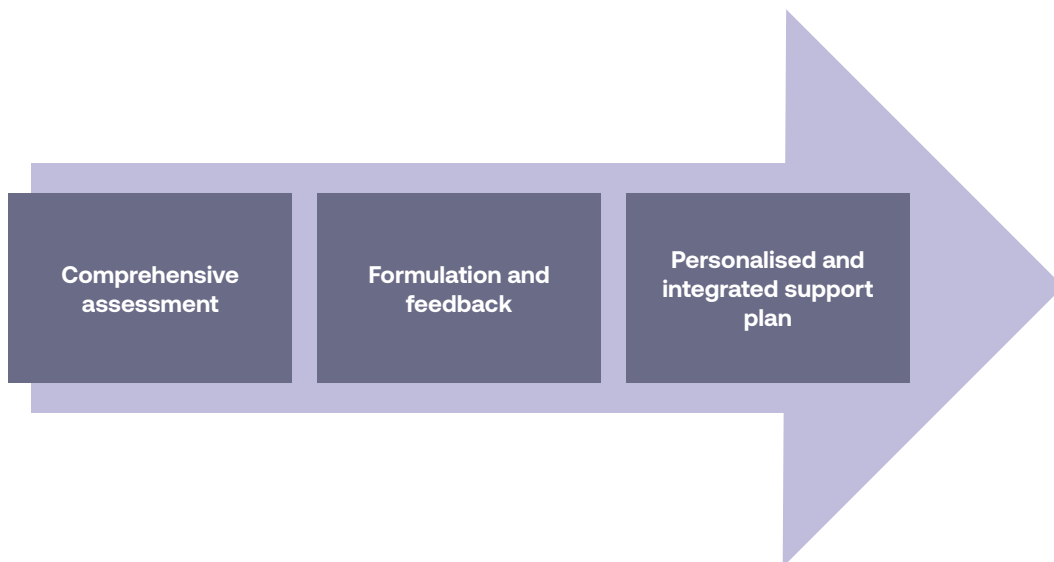 Comprehensive
assessment
Formulation and
feedback
Personalised and
integrated support
plan